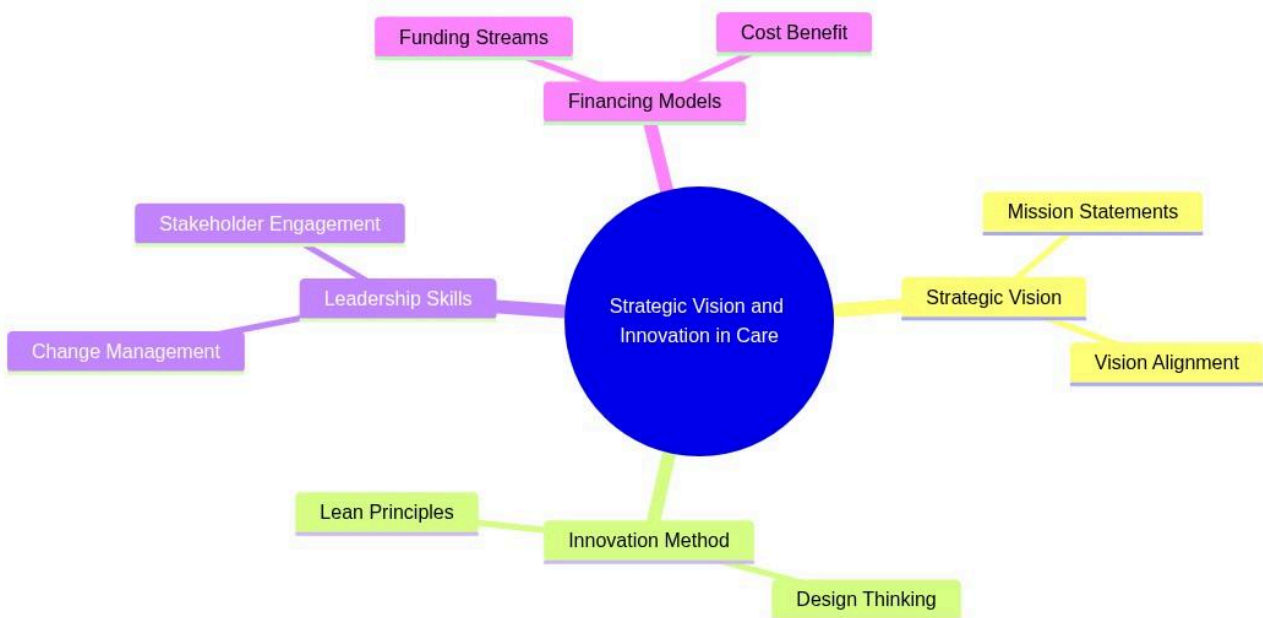 Funding Streams
Cost Benefit
Financing Models
Stakeholder Engagement
Leadership Skills
Change Management
Strategic Vision and
Innovation in Care
Mission Statements
Strategic Vision
Vision Alignment
Lean Principles
Innovation Method
Design Thinking